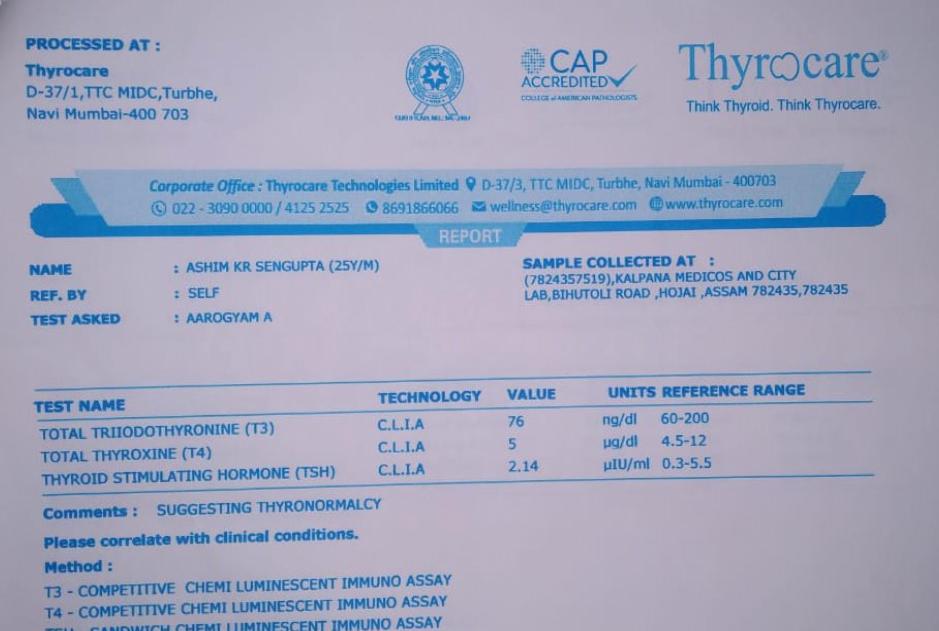 PROCESSED AT :
Thyrocare
D-37/1,TTC MIDC,Turbhe,
Navi Mumbai-400 703
CAP
ACCREDITED
COLLEGE of AMERICAN PATHOLOGISTS
Thyrocare®
Think Thyroid. Think Thyrocare.
Corporate Office : Thyrocare Technologies Limited D-37/3, TTC MIDC, Turbhe, Navi Mumbai - 400703
022 - 3090 0000 / 4125 2525 8691866066 wellness@thyrocare.com www.thyrocare.com
REPORT
NAME : ASHIM KR SENGUPTA (25Y/M)
REF. BY : SELF
TEST ASKED : AAROGYAM A
SAMPLE COLLECTED AT :
(7824357519),KALPANA MEDICOS AND CITY
LAB,BIHUTOLI ROAD ,HOJAI ,ASSAM 782435,782435
TEST NAME TECHNOLOGY VALUE UNITS REFERENCE RANGE
TOTAL TRIIODOTHYRONINE (T3) C.L.I.A 76 ng/dl 60-200
TOTAL THYROXINE (T4) C.L.I.A 5 µg/dl 4.5-12
THYROID STIMULATING HORMONE (TSH) C.L.I.A 2.14 µIU/ml 0.3-5.5
Comments : SUGGESTING THYRONORMALCY
Please correlate with clinical conditions.
Method :
T3 - COMPETITIVE CHEMI LUMINESCENT IMMUNO ASSAY
T4 - COMPETITIVE CHEMI LUMINESCENT IMMUNO ASSAY
TSH - SANDWICH CHEMI LUMINESCENT IMMUNO ASSAY